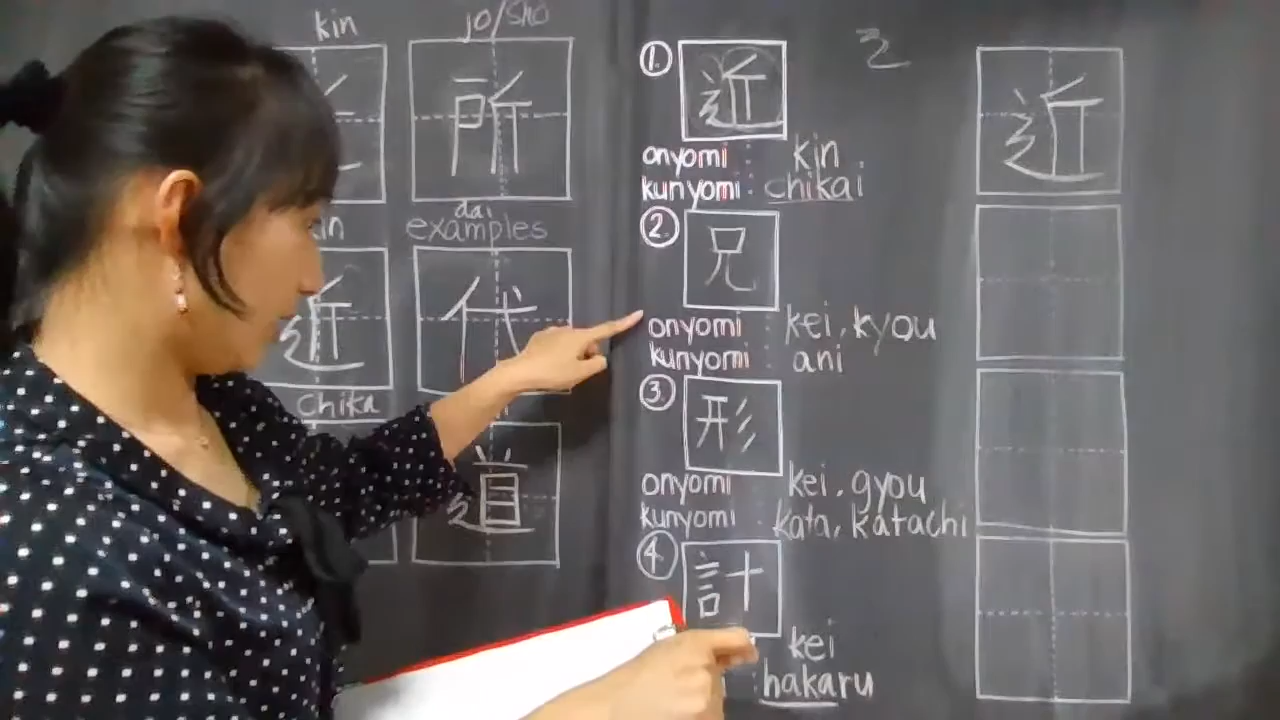 kin jo/sho
所
dai
examples
近 代
chika
道
1. 近
onyomi : kin
kunyomi : chikai
2. 兄
onyomi : kei, kyou
kunyomi : ani
3. 形
onyomi : kei, gyou
kunyomi : kata, katachi
4. 計
kei
: hakaru
近